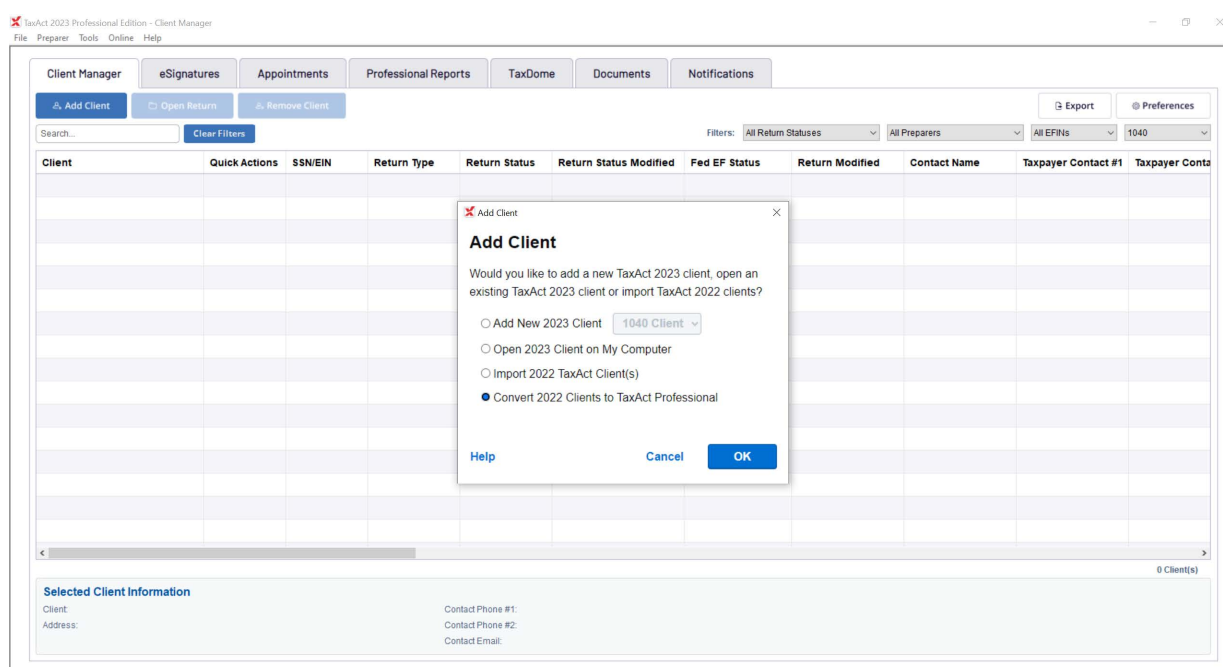 TaxAct 2023 Professional Edition - Client Manager
File Preparer Tools Online Help
Client Manager eSignatures Appointments Professional Reports TaxDome Documents Notifications
Add Client Open Return Remove Client Export Preferences
Search... Clear Filters Filters: All Return Statuses All Preparers All EFINs 1040
Client Quick Actions SSN/EIN Return Type Return Status Return Status Modified Fed EF Status Return Modified Contact Name Taxpayer Contact #1 Taxpayer Conta
Add Client
Add Client
Would you like to add a new TaxAct 2023 client, open an
existing TaxAct 2023 client or import TaxAct 2022 clients?
Add New 2023 Client 1040 Client
Open 2023 Client on My Computer
Import 2022 TaxAct Client(s)
Convert 2022 Clients to TaxAct Professional
Help Cancel OK
0 Client(s)
Selected Client Information
Client: Contact Phone #1:
Address: Contact Phone #2:
Contact Email: